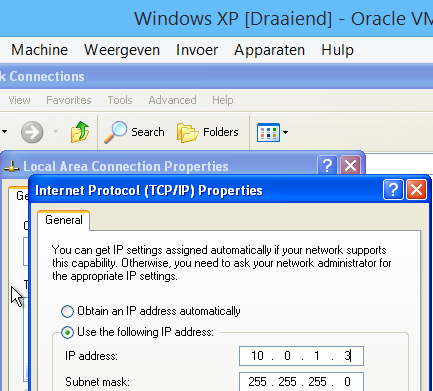 Windows XP [Draaiend] - Oracle VM
Machine Weergeven Invoer Apparaten Hulp
k Connections
View Favorites Tools Advanced Help
Search Folders
Local Area Connection Properties
Internet Protocol (TCP/IP) Properties
General
You can get IP settings assigned automatically if your network supports
this capability. Otherwise, you need to ask your network administrator for
the appropriate IP settings.
Obtain an IP address automatically
Use the following IP address:
IP address: 10 . 0 . 1 . 3
Subnet mask: 255 . 255 . 255 . 0